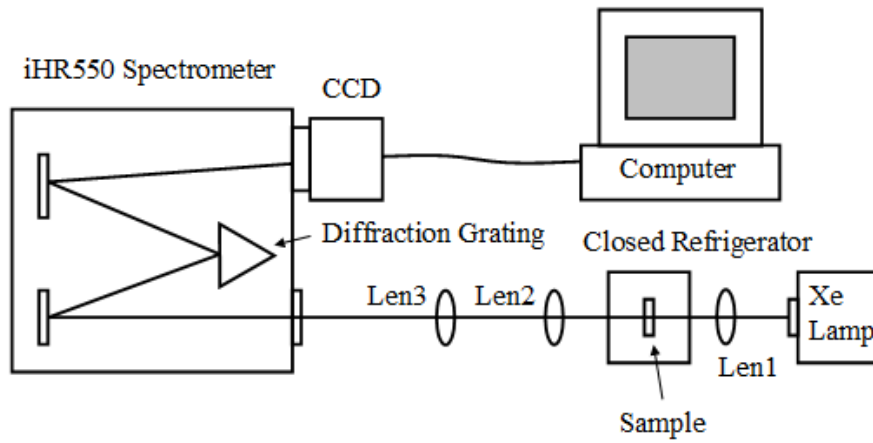 iHR550 Spectrometer
CCD
Computer
Diffraction Grating
Closed Refrigerator
Len3
Len2
Xe
Lamp
Len1
Sample